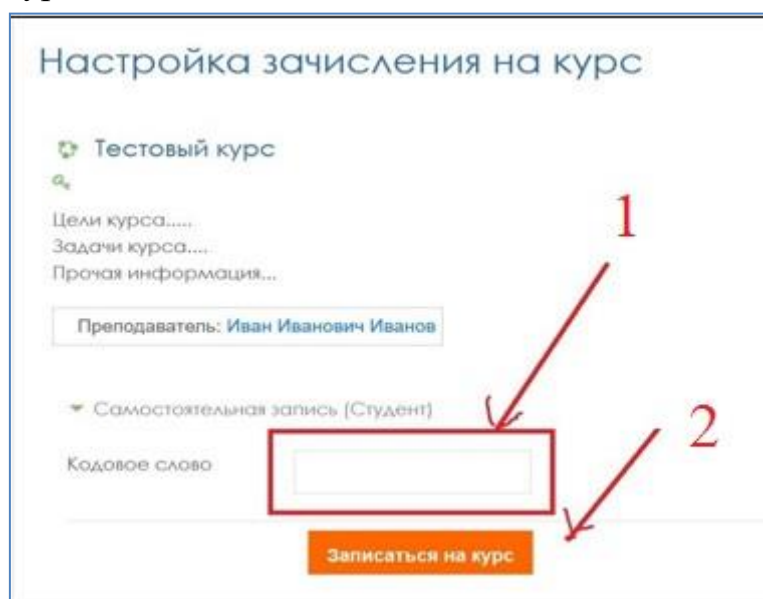 Настройка зачисления на курс
Тестовый курс
Цели курса.....
Задачи курса....
Прочая информация...
1
Преподаватель: Иван Иванович Иванов
Самостоятельная запись (Студент)
2
Кодовое слово
Записаться на курс